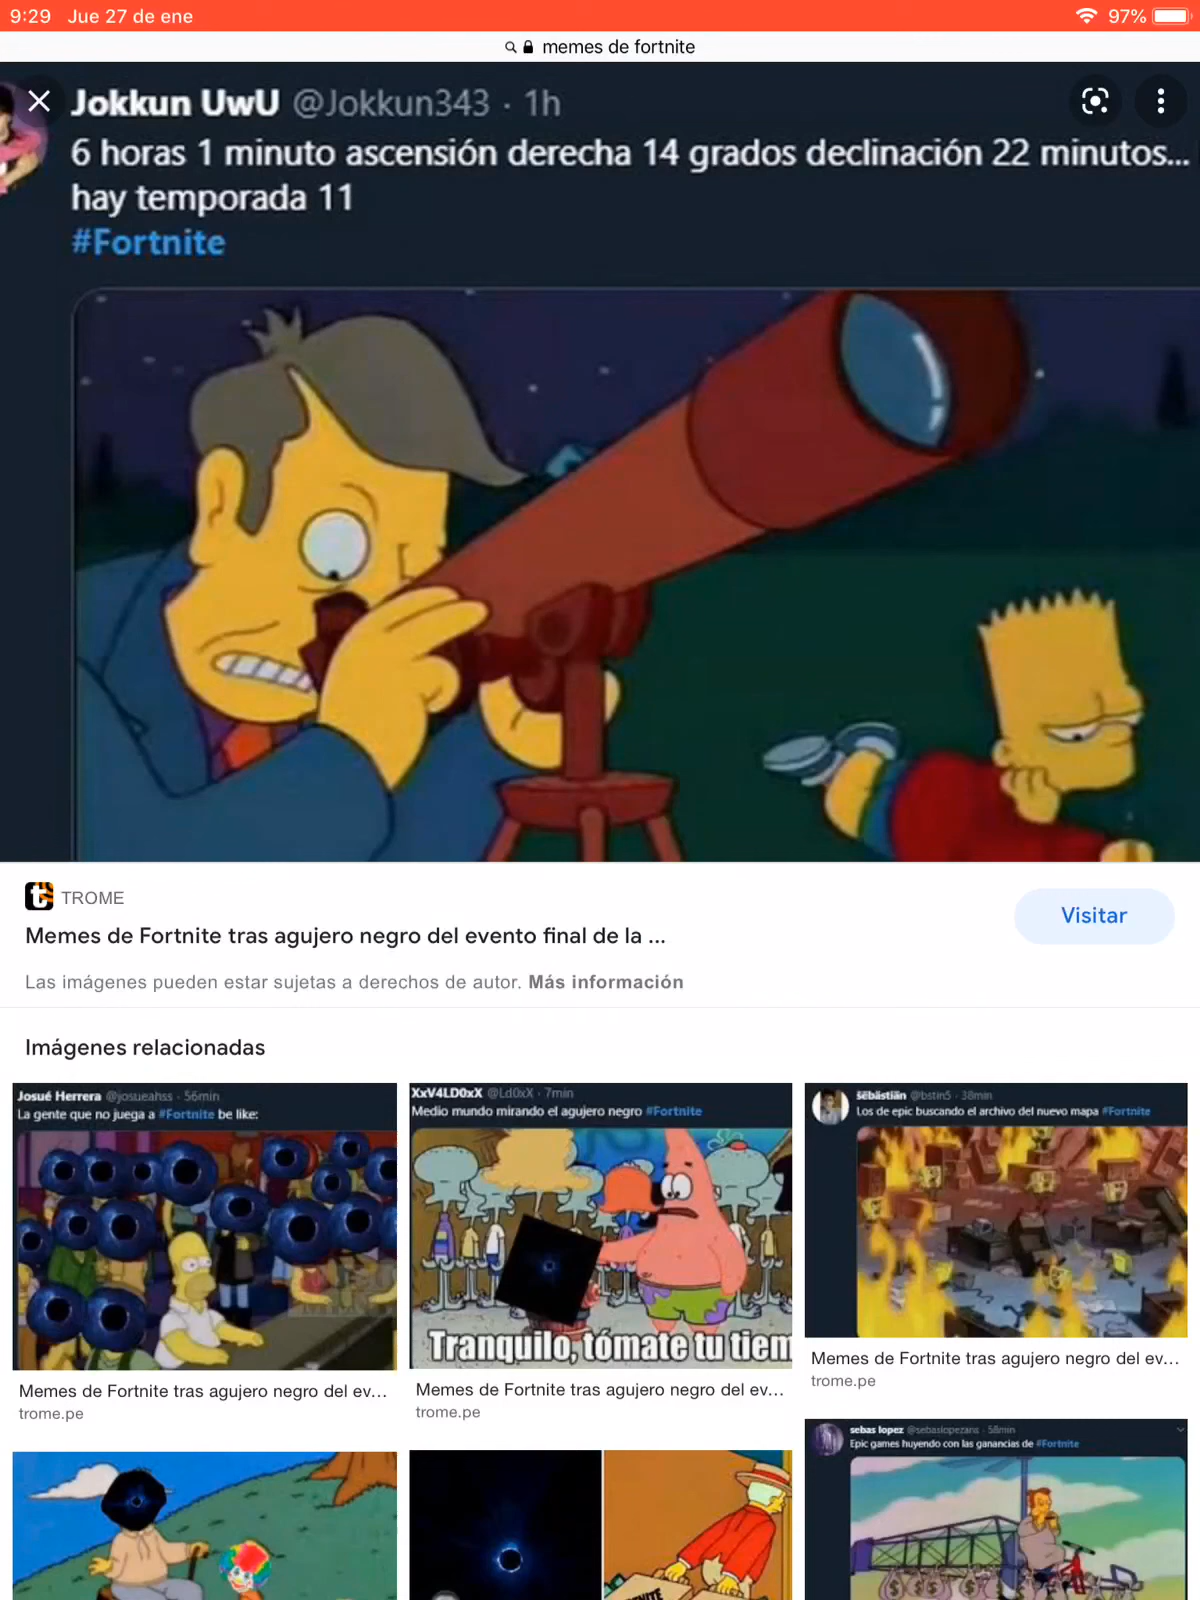 9:29 Jue 27 de ene
97%
memes de fortnite
Jokkun UwU @Jokkun343 · 1h
6 horas 1 minuto ascensión derecha 14 grados declinación 22 minutos...
hay temporada 11
#Fortnite
TROME
Visitar
Memes de Fortnite tras agujero negro del evento final de la ...
Las imágenes pueden estar sujetas a derechos de autor. Más información
Imágenes relacionadas
Josué Herrera @josueahss · 56min
La gente que no juega a #Fortnite be like:
Memes de Fortnite tras agujero negro del ev...
trome.pe
XxV4LD0xX @Ld0xX · 7min
Medio mundo mirando el agujero negro #Fortnite
Tranquilo, tómate tu tiem
Memes de Fortnite tras agujero negro del ev...
trome.pe
sëbästiän @bstin5 · 38min
Los de epic buscando el archivo del nuevo mapa #Fortnite
Memes de Fortnite tras agujero negro del ev...
trome.pe
sebas lopez @sebaslopezara · 58min
Epic games huyendo con las ganancias de #Fortnite
$ $ $ $ $